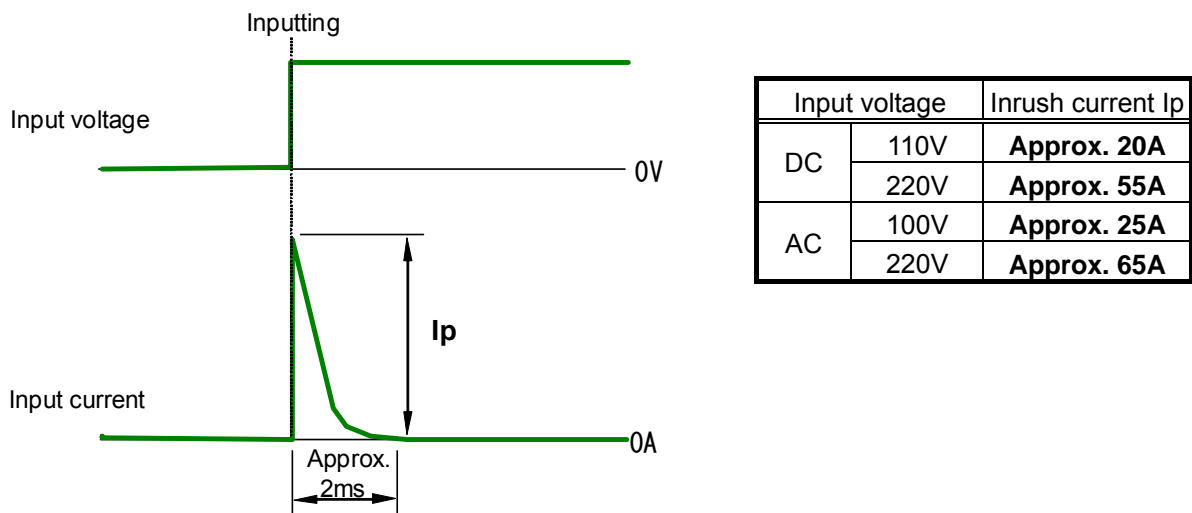 Inputting
Input voltage
0V
Ip
Input current
0A
Approx.
2ms
Input voltage Inrush current Ip
DC 110V Approx. 20A
220V Approx. 55A
AC 100V Approx. 25A
220V Approx. 65A